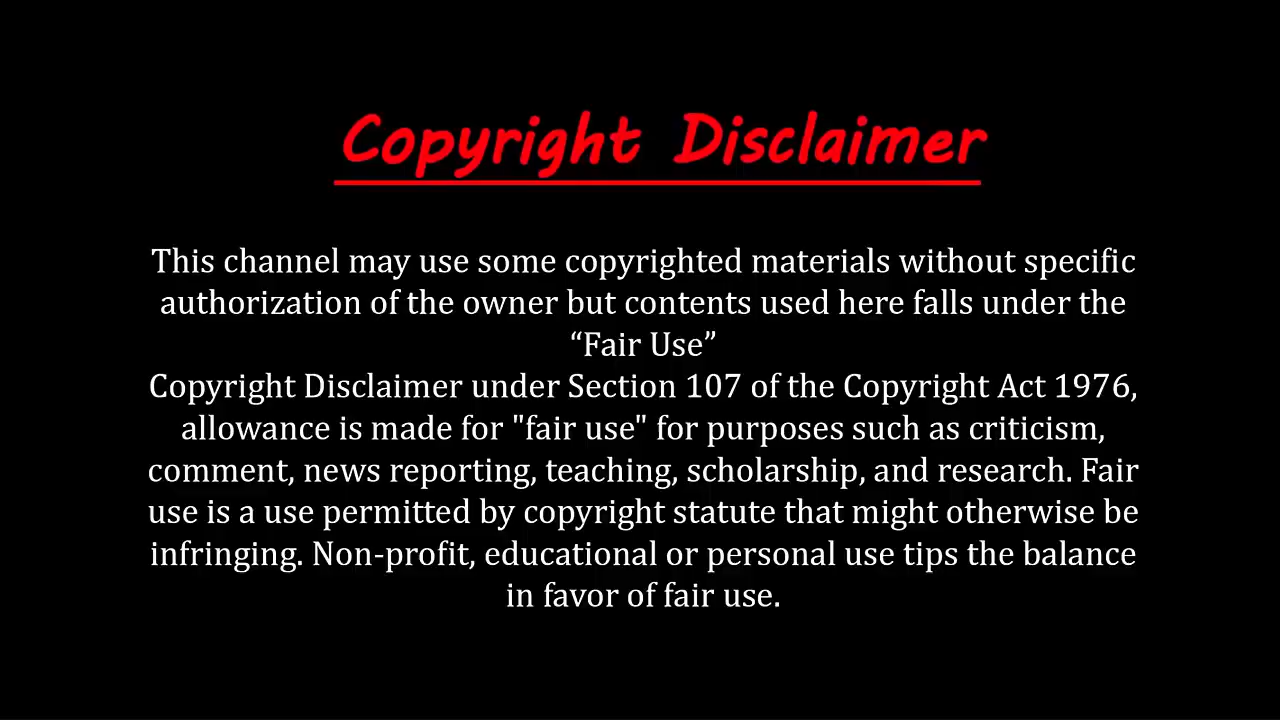 Copyright Disclaimer
This channel may use some copyrighted materials without specific
authorization of the owner but contents used here falls under the
“Fair Use”
Copyright Disclaimer under Section 107 of the Copyright Act 1976,
allowance is made for "fair use" for purposes such as criticism,
comment, news reporting, teaching, scholarship, and research. Fair
use is a use permitted by copyright statute that might otherwise be
infringing. Non-profit, educational or personal use tips the balance
in favor of fair use.